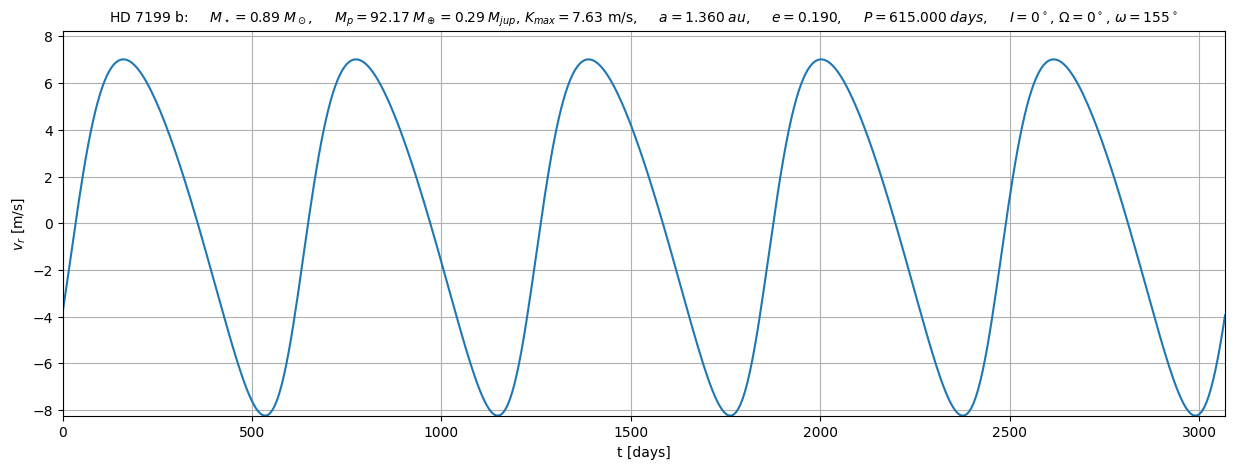 HD 7199 b: M⋆ = 0.89 M⊙, Mp = 92.17 M⊕ = 0.29 Mjup, Kmax = 7.63 m/s, a = 1.360 au, e = 0.190, P = 615.000 days, I = 0°, Ω = 0°, ω = 155°
8
6
4
2
0
−2
−4
−6
−8
vr [m/s]
0 500 1000 1500 2000 2500 3000
t [days]